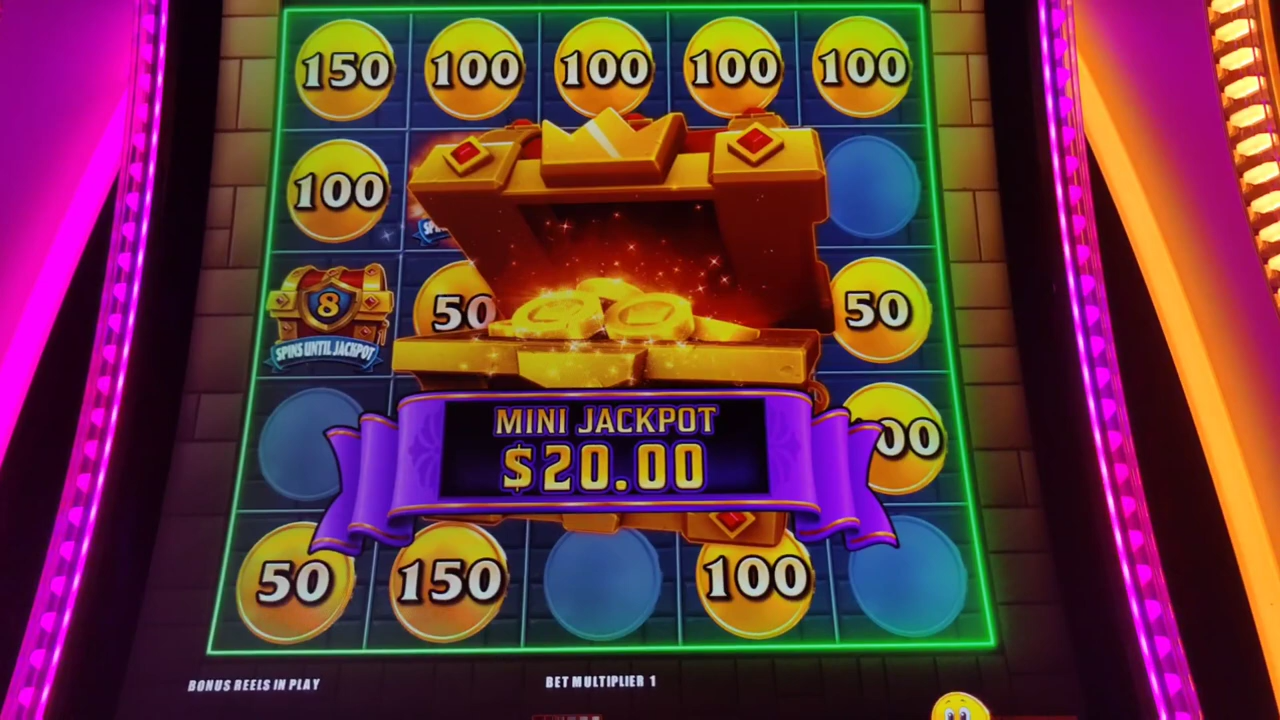 150 100 100 100 100
100
8
SPINS UNTIL JACKPOT
50 50
MINI JACKPOT
$20.00
50 150 100
BONUS REELS IN PLAY
BET MULTIPLIER 1